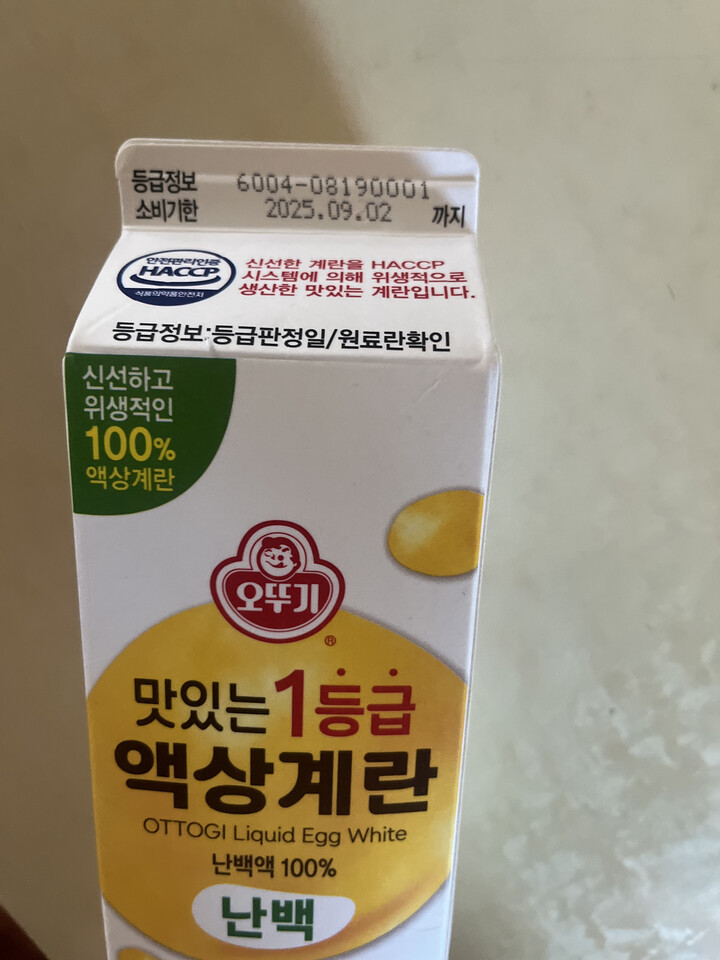 등급정보 6004-08190001
소비기한 2025.09.02 까지
안전관리인증
HACCP
식품의약품안전처
신선한 계란을 HACCP
시스템에 의해 위생적으로
생산한 맛있는 계란입니다.
등급정보:등급판정일/원료란확인
신선하고
위생적인
100%
액상계란
오뚜기
®
맛있는 1등급
액상계란
OTTOGI Liquid Egg White
난백액 100%
난백